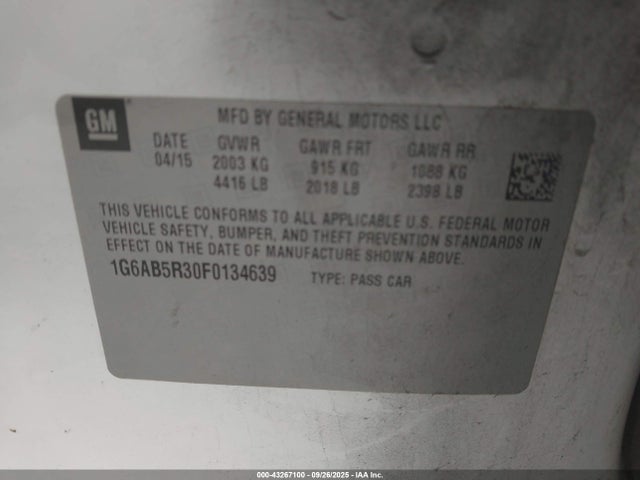 GM
MFD BY GENERAL MOTORS LLC
DATE GVWR GAWR FRT GAWR RR
04/15 2003 KG 915 KG 1088 KG
4416 LB 2018 LB 2398 LB
THIS VEHICLE CONFORMS TO ALL APPLICABLE U.S. FEDERAL MOTOR
VEHICLE SAFETY, BUMPER, AND THEFT PREVENTION STANDARDS IN
EFFECT ON THE DATE OF MANUFACTURE SHOWN ABOVE.
1G6AB5R30F0134639 TYPE: PASS CAR
000-43267100 - 09/26/2025 - IAA Inc.